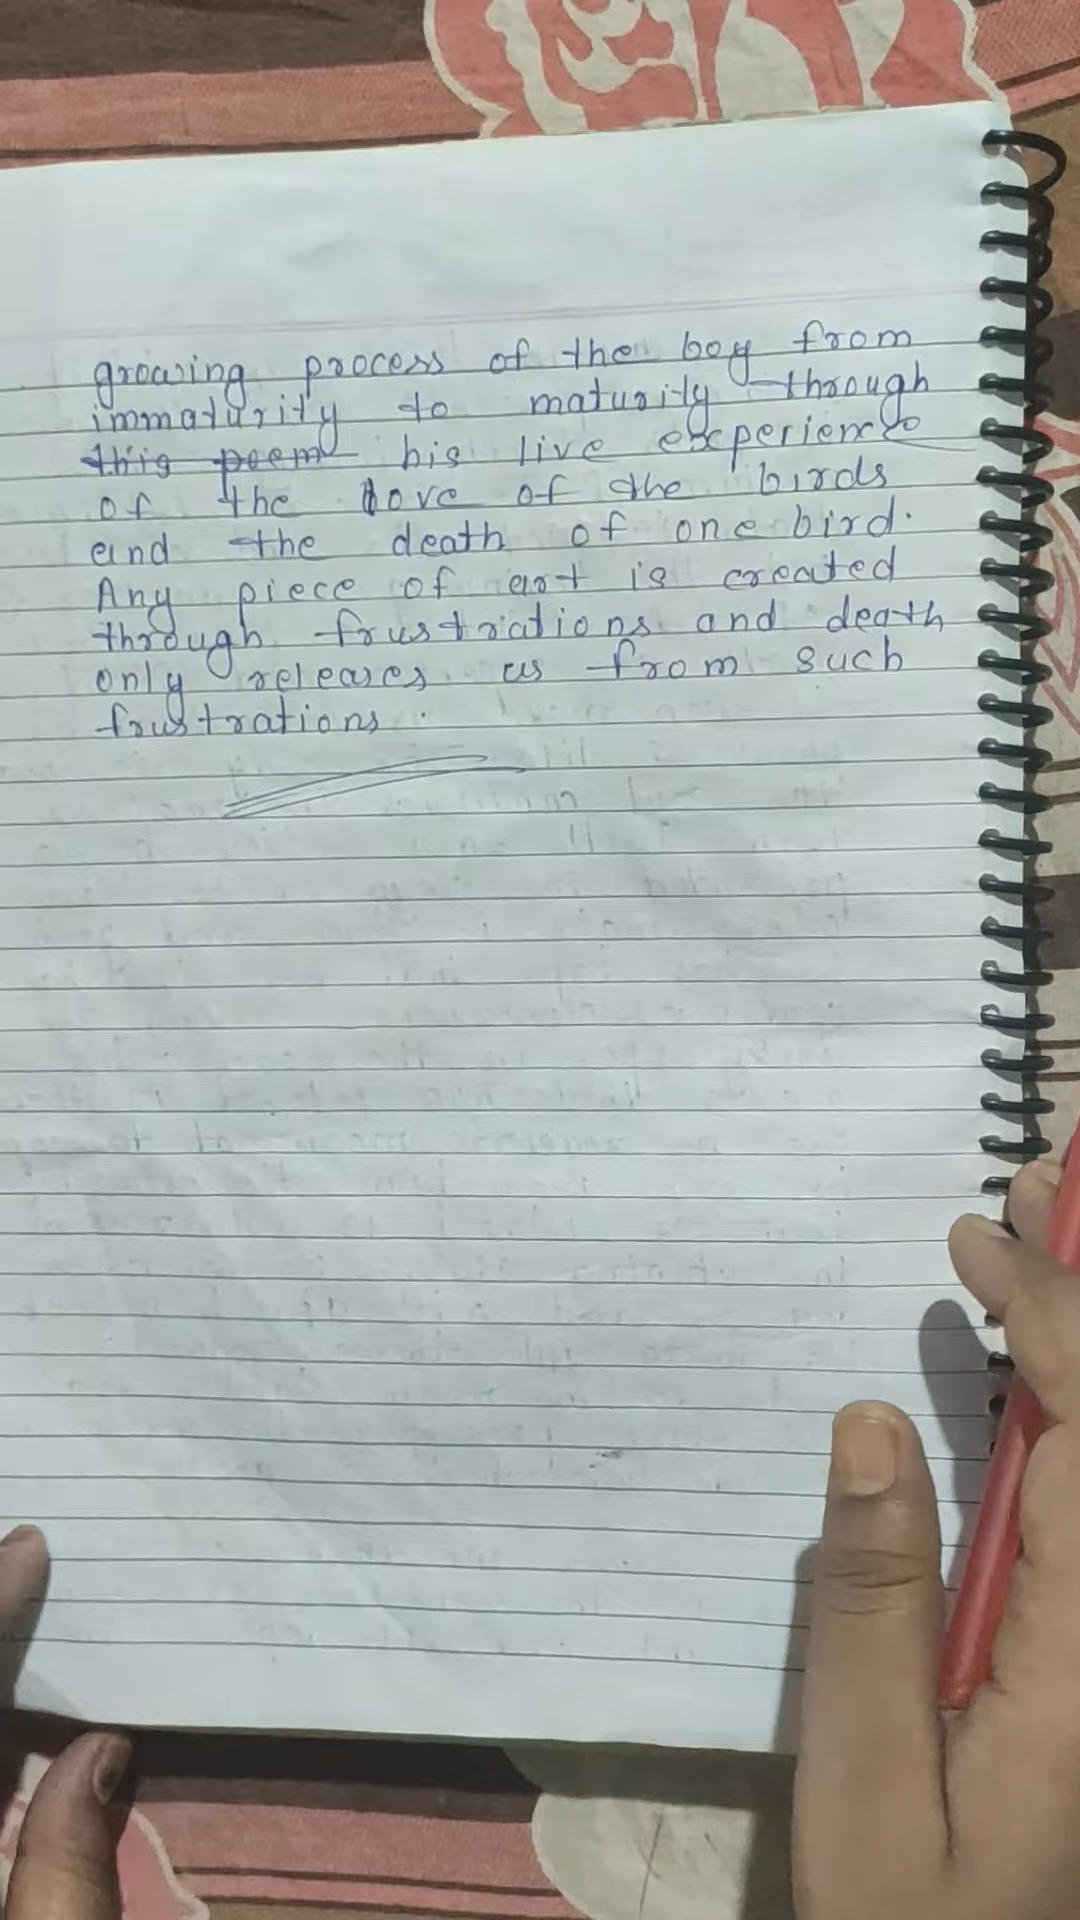 growing process of the boy from
immaturity to maturity through
this poem his live experience
of the love of the birds
and the death of one bird.
Any piece of art is created
through frustrations and death
only releases us from such
frustrations.